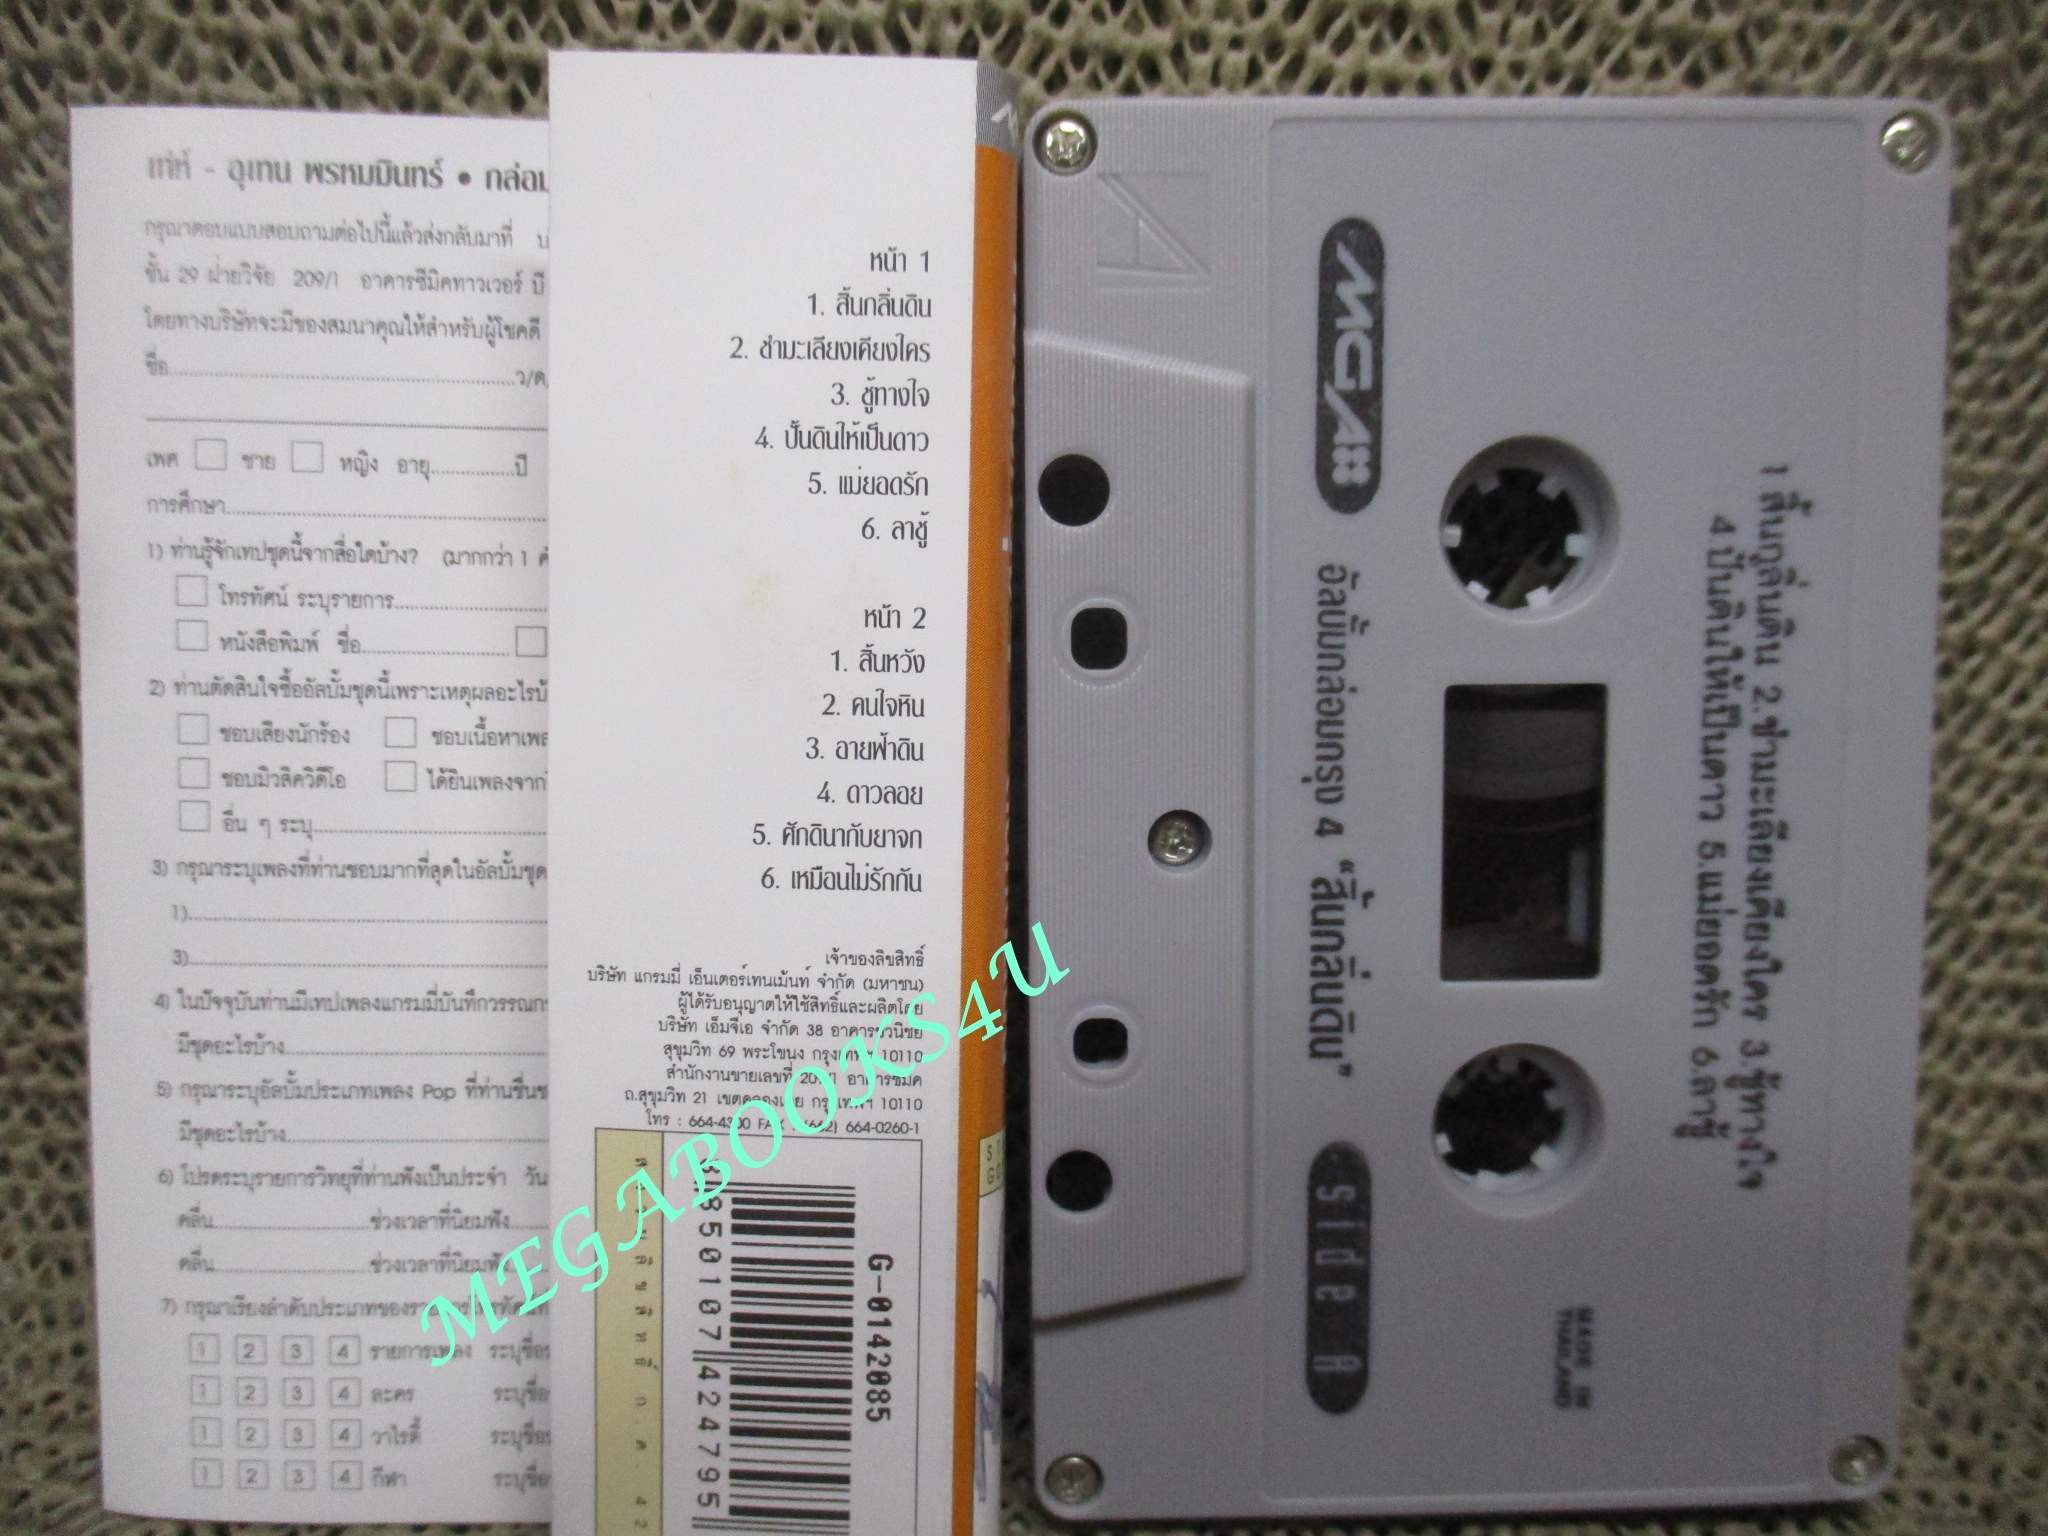 เท่ห์ - อุเทน พรหมมินทร์ • กล่อม
กรุณาตอบแบบสอบถามต่อไปนี้แล้วส่งกลับมาที่
ชั้น 29 ฝ่ายวิจัย 209/1 อาคารซีมิคทาวเวอร์ บี
โดยทางบริษัทจะมีของสมนาคุณให้สำหรับผู้โชคดี
ชื่อ
เพศ ชาย หญิง อายุ ปี
การศึกษา
1) ท่านรู้จักเทปชุดนี้จากสื่อใดบ้าง? (มากกว่า 1
โทรทัศน์ ระบุรายการ
หนังสือพิมพ์ ชื่อ
2) ท่านตัดสินใจซื้ออัลบั้มชุดนี้เพราะเหตุผลอะไร
ชอบเสียงนักร้อง ชอบเนื้อหา
ชอบมิวสิควิดีโอ ได้ยินเพลงจาก
อื่น ๆ ระบุ
3) กรุณาระบุเพลงที่ท่านชอบมากที่สุดในอัลบั้มชุด
1)
3)
4) ในปัจจุบันท่านมีเทปเพลงแกรมมี่บันทึก
มีชุดอะไรบ้าง
5) กรุณาระบุอัลบั้มประเภทเพลง Pop ที่ท่าน
มีชุดอะไรบ้าง
6) โปรดระบุรายการวิทยุที่ท่านฟังเป็นประจำ วัน
คลื่น ช่วงเวลาที่นิยมฟัง
คลื่น ช่วงเวลาที่นิยมฟัง
7) กรุณาเรียงลำดับประเภทของ
1 2 3 4 รายการเพลง
1 2 3 4 ละคร
1 2 3 4 วาไรตี้
1 2 3 4 กีฬา
หน้า 1
1. สิ้นกลิ่นดิน
2. ชำมะเลียงเคียงใคร
3. ชู้ทางใจ
4. ปั้นดินให้เป็นดาว
5. แม่ยอดรัก
6. ลาชู้
หน้า 2
1. สิ้นหวัง
2. คนใจหิน
3. อายฟ้าดิน
4. ดาวลอย
5. ศักดินากับยาจก
6. เหมือนไม่รักกัน
เจ้าของลิขสิทธิ์
บริษัท แกรมมี่ เอ็นเตอร์เทนเม้นท์ จำกัด (มหาชน)
ผู้ได้รับอนุญาตให้ใช้สิทธิ์และผลิตโดย
บริษัท เอ็มจีเอ จำกัด 38 อาคารชวนิชย์
สุขุมวิท 69 พระโขนง กรุงเทพฯ 10110
สำนักงานขายเลขที่ 209/1 อาคารซีมิค
ถ.สุขุมวิท 21 เขตคลองเตย กรุงเทพฯ 10110
โทร : 664-4300 FAX : (662) 664-0260-1
G-0142885
8 850107 424795
MEGABOOKS4U
A
MGA
อัลบั้มกล่อมกรุง 4 "สิ้นกลิ่นดิน"
side A
1 สิ้นกลิ่นดิน 2.ชำมะเลียงเคียงใคร 3.ชู้ทางใจ
4.ปั้นดินให้เป็นดาว 5.แม่ยอดรัก 6.ลาชู้
MADE IN
THAILAND